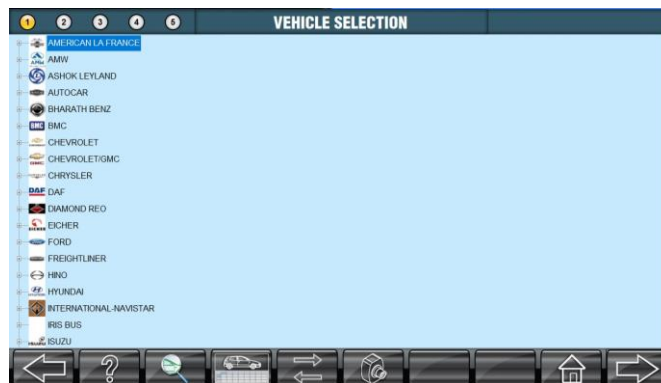 1 2 3 4 5 VEHICLE SELECTION
AMERICAN LA FRANCE
AMW
ASHOK LEYLAND
AUTOCAR
BHARATH BENZ
BMC BMC
CHEVROLET
CHEVROLET/GMC
CHRYSLER
DAF DAF
DIAMOND REO
EICHER
FORD
FREIGHTLINER
HINO
HYUNDAI
INTERNATIONAL-NAVISTAR
IRIS BUS
ISUZU
?